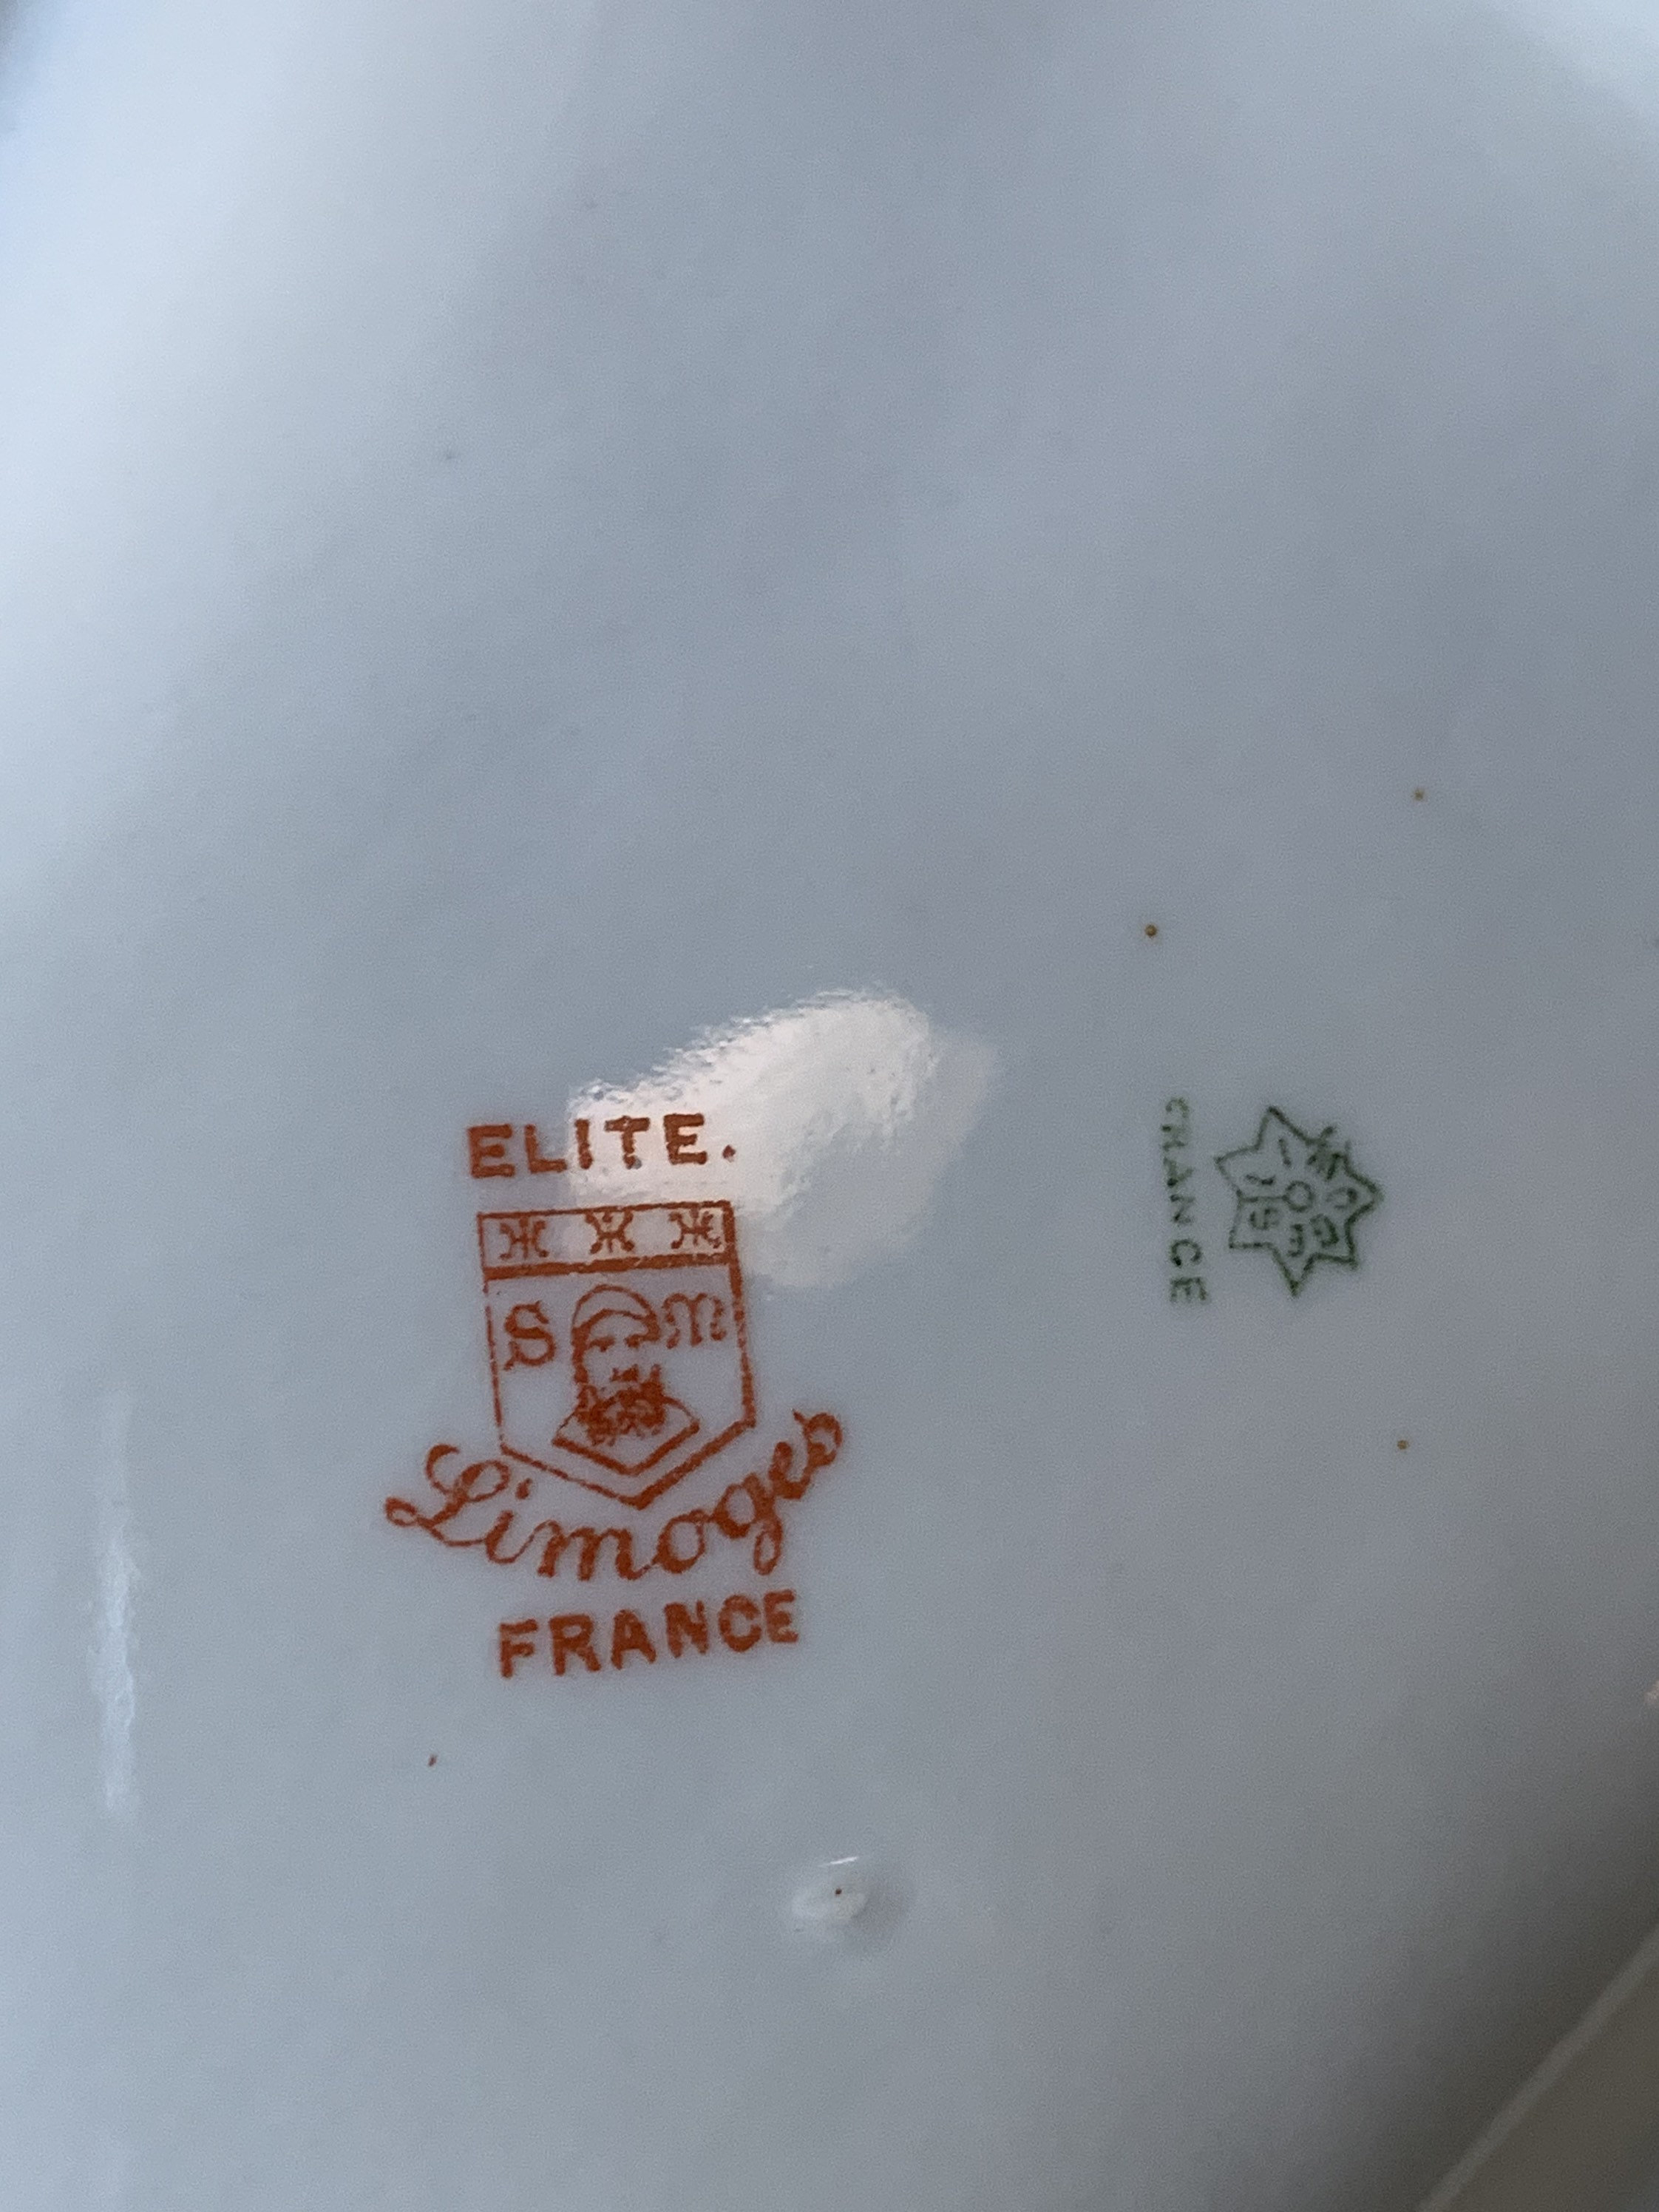 ELITE.
S M
Limoges
FRANCE
FRANCE